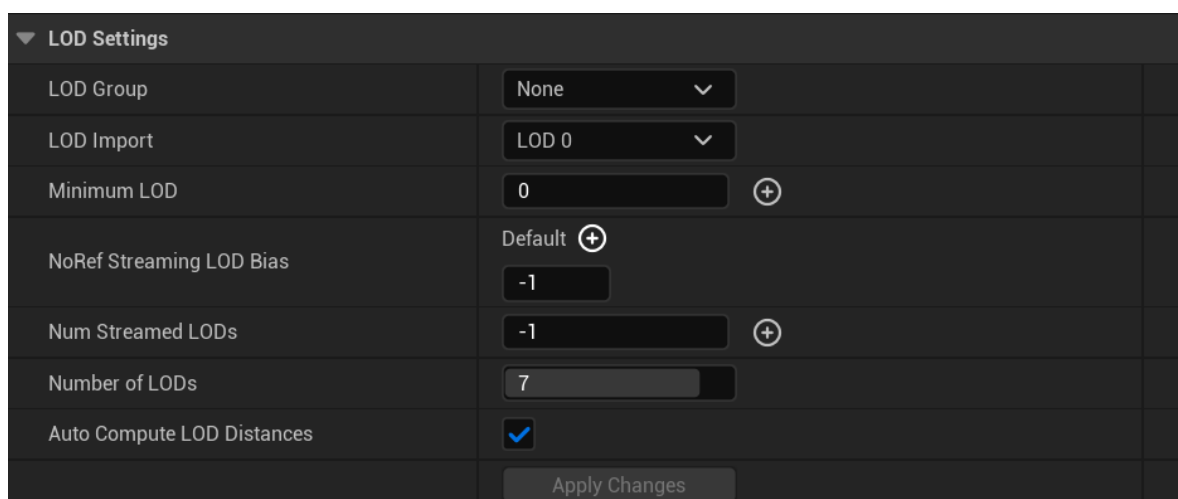 LOD Settings
LOD Group None
LOD Import LOD 0
Minimum LOD 0
NoRef Streaming LOD Bias Default
-1
Num Streamed LODs -1
Number of LODs 7
Auto Compute LOD Distances
Apply Changes